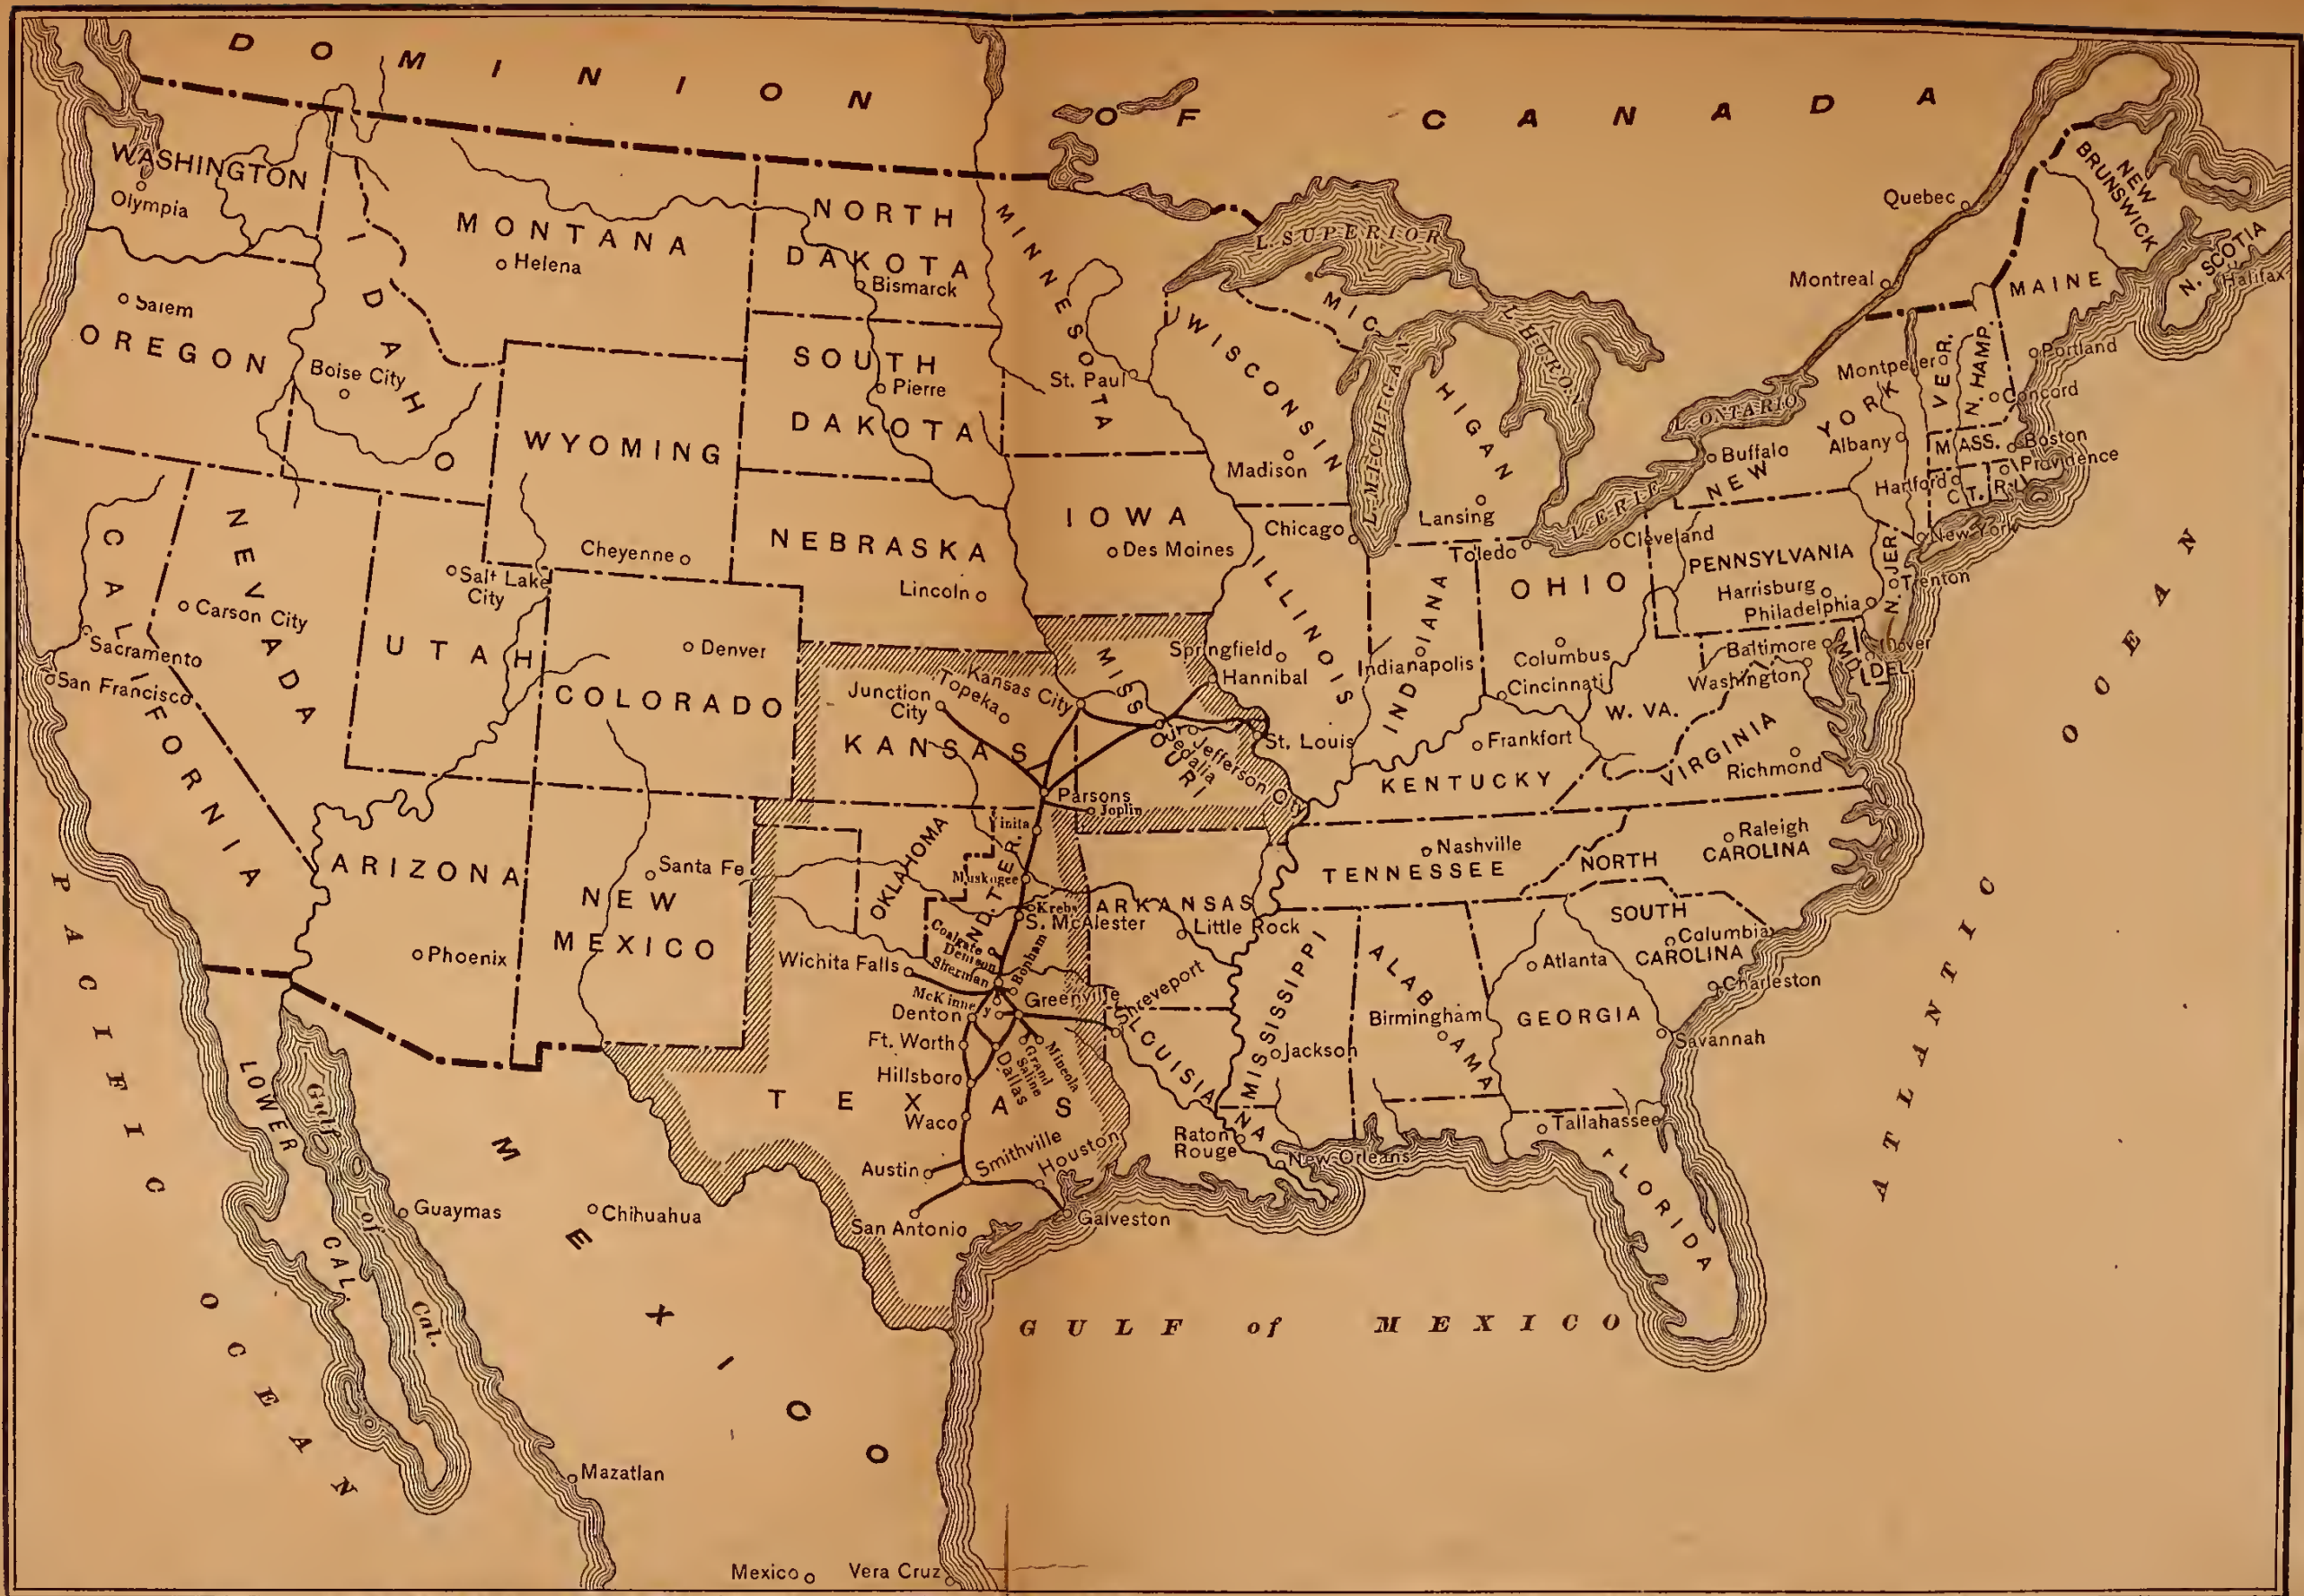 DOMINION OF CANADA
WASHINGTON
Olympia
MONTANA
Helena
IDAHO
Boise City
NORTH
DAKOTA
Bismarck
SOUTH
DAKOTA
Pierre
MINNESOTA
St. Paul
L. SUPERIOR
WISCONSIN
Madison
MICHIGAN
Lansing
L. MICHIGAN
L. HURON
L. ONTARIO
L. ERIE
Quebec
Montreal
NEW
BRUNSWICK
N. SCOTIA
Halifax
MAINE
Portland
VER.
Montpelier
N. HAMP.
Concord
MASS.
Boston
Providence
Hartford
CT.
R.I.
NEW YORK
Albany
Buffalo
New York
Salem
OREGON
WYOMING
Cheyenne
NEBRASKA
Lincoln
IOWA
Des Moines
ILLINOIS
Chicago
Springfield
INDIANA
Indianapolis
IND
OHIO
Toledo
Cleveland
Columbus
Cincinnati
PENNSYLVANIA
Harrisburg
Philadelphia
N. JER.
Trenton
Baltimore
MD.
Dover
DEL.
Washington
W. VA.
VIRGINIA
Richmond
CALIFORNIA
Sacramento
San Francisco
NEVADA
Carson City
UTAH
Salt Lake
City
COLORADO
Denver
KANSAS
Junction
City
Topeka
Kansas City
Parsons
MISSOURI
Hannibal
St. Louis
Sedalia
Jefferson City
Joplin
KENTUCKY
Frankfort
TENNESSEE
Nashville
NORTH
CAROLINA
Raleigh
SOUTH
CAROLINA
Columbia
Charleston
ARIZONA
Phoenix
NEW
MEXICO
Santa Fe
OKLAHOMA
IND. TER.
Vinita
Muskogee
Krebs
S. McAlester
Coalgate
Denison
Sherman
Bonham
ARKANSAS
Little Rock
Wichita Falls
McKinney
Greenville
Shreveport
Denton
Ft. Worth
Dallas
Grand
Saline
Mineola
Hillsboro
TEXAS
Waco
Austin
Smithville
Houston
San Antonio
Galveston
LOUISIANA
Raton
Rouge
New Orleans
MISSISSIPPI
Jackson
ALABAMA
Birmingham
GEORGIA
Atlanta
Savannah
Tallahassee
FLORIDA
PACIFIC OCEAN
ATLANTIC OCEAN
GULF of MEXICO
LOWER CAL.
Gulf of Cal.
MEXICO
Guaymas
Chihuahua
Mazatlan
Mexico
Vera Cruz